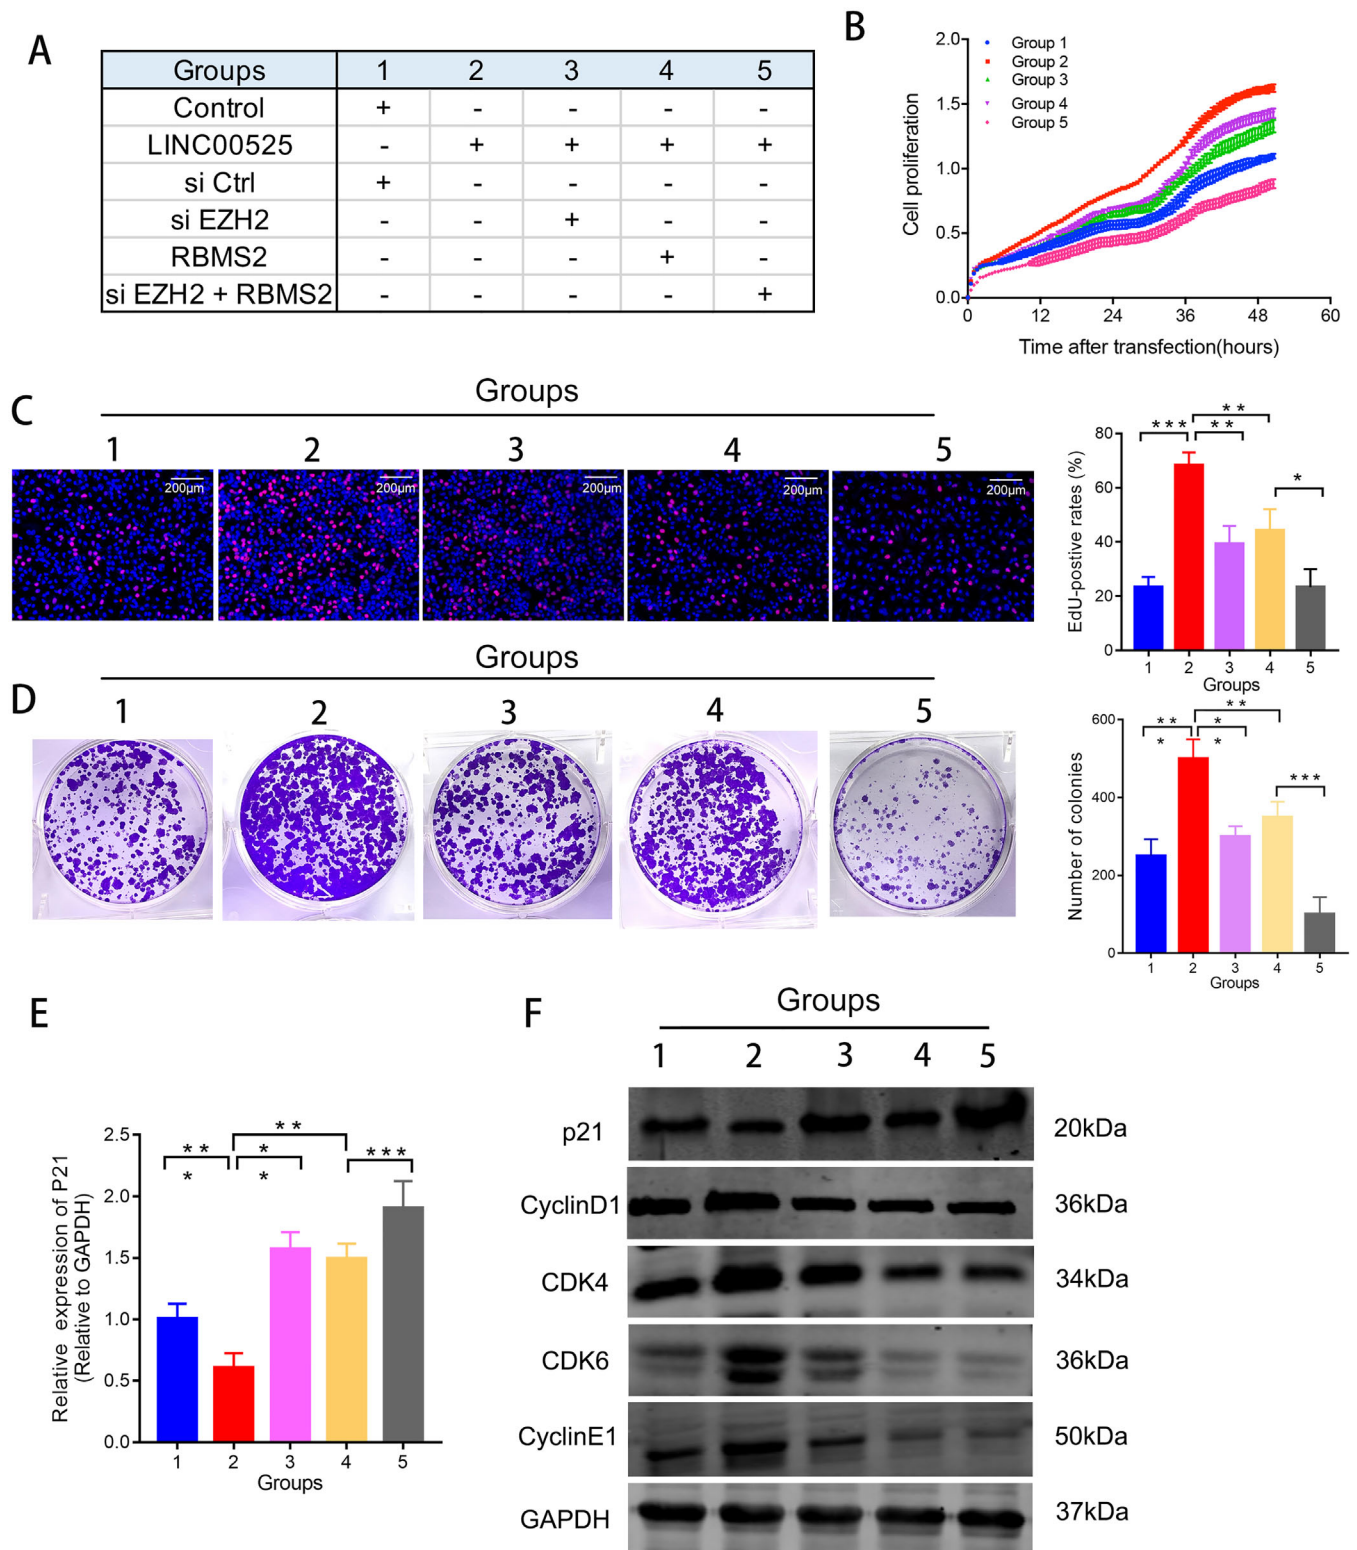 A
Groups 1 2 3 4 5
Control + - - - -
LINC00525 - + + + +
si Ctrl + - - - -
si EZH2 - - + - -
RBMS2 - - - + -
si EZH2 + RBMS2 - - - - +
B
2.0
1.5
1.0
0.5
0.0
Cell proliferation
Group 1
Group 2
Group 3
Group 4
Group 5
0 12 24 36 48 60
Time after transfection(hours)
C
Groups
1 2 3 4 5
200μm 200μm 200μm 200μm 200μm
80
60
40
20
0
EdU-postive rates (%)
*** ** ** *
1 2 3 4 5
Groups
D
Groups
1 2 3 4 5
600
400
200
0
Number of colonies
** * **
* * ***
1 2 3 4 5
Groups
E
2.5
2.0
1.5
1.0
0.5
0.0
Relative expression of P21
(Relative to GAPDH)
** * ** ***
* *
1 2 3 4 5
Groups
F
Groups
1 2 3 4 5
p21 20kDa
CyclinD1 36kDa
CDK4 34kDa
CDK6 36kDa
CyclinE1 50kDa
GAPDH 37kDa